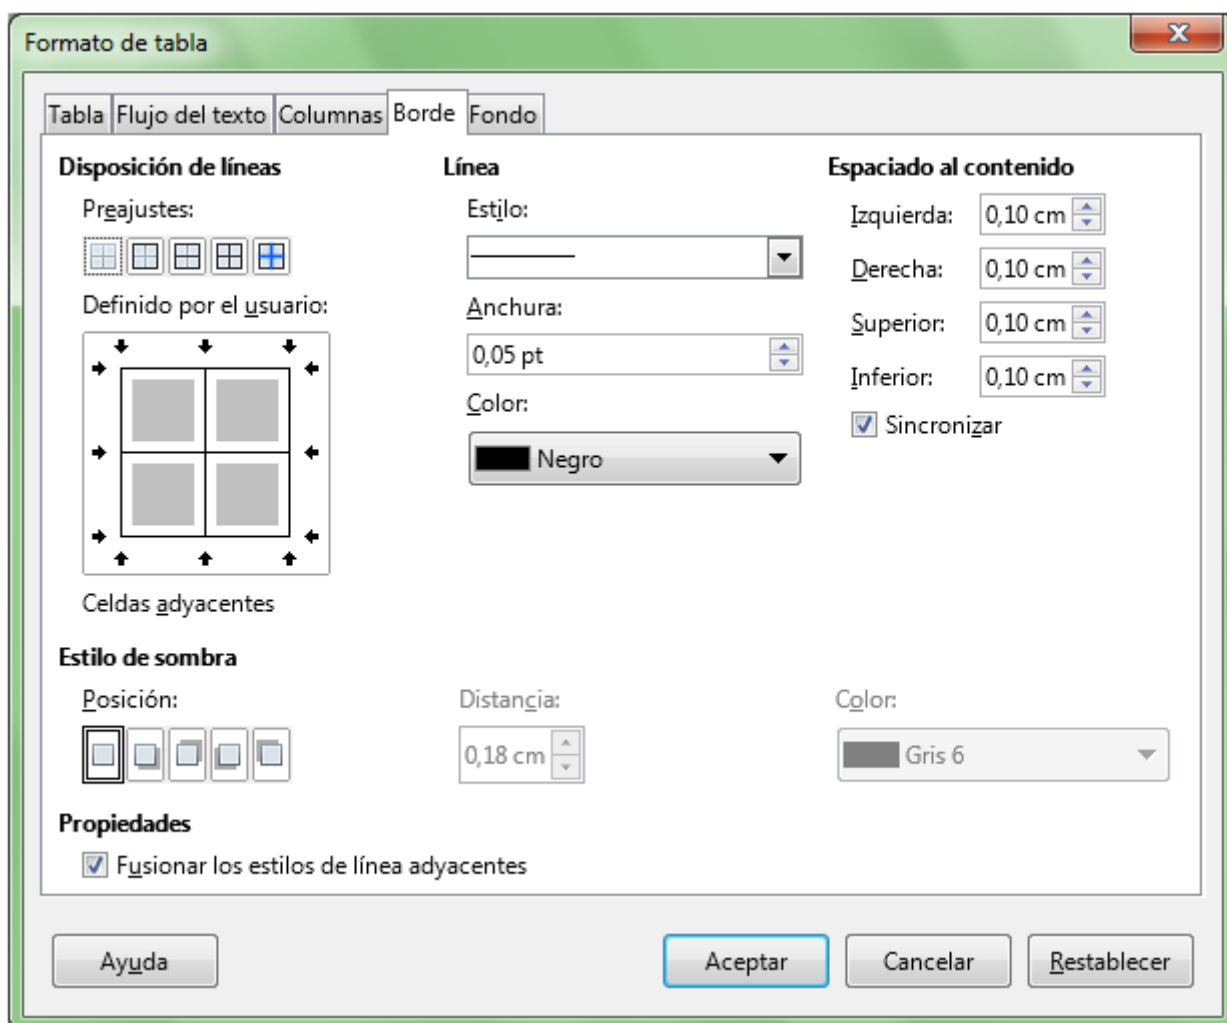 Formato de tabla
Tabla Flujo del texto Columnas Borde Fondo
Disposición de líneas
Preajustes:
Definido por el usuario:
Celdas adyacentes
Línea
Estilo:
Anchura:
0,05 pt
Color:
Negro
Espaciado al contenido
Izquierda: 0,10 cm
Derecha: 0,10 cm
Superior: 0,10 cm
Inferior: 0,10 cm
Sincronizar
Estilo de sombra
Posición:
Distancia:
0,18 cm
Color:
Gris 6
Propiedades
Fusionar los estilos de línea adyacentes
Ayuda Aceptar Cancelar Restablecer